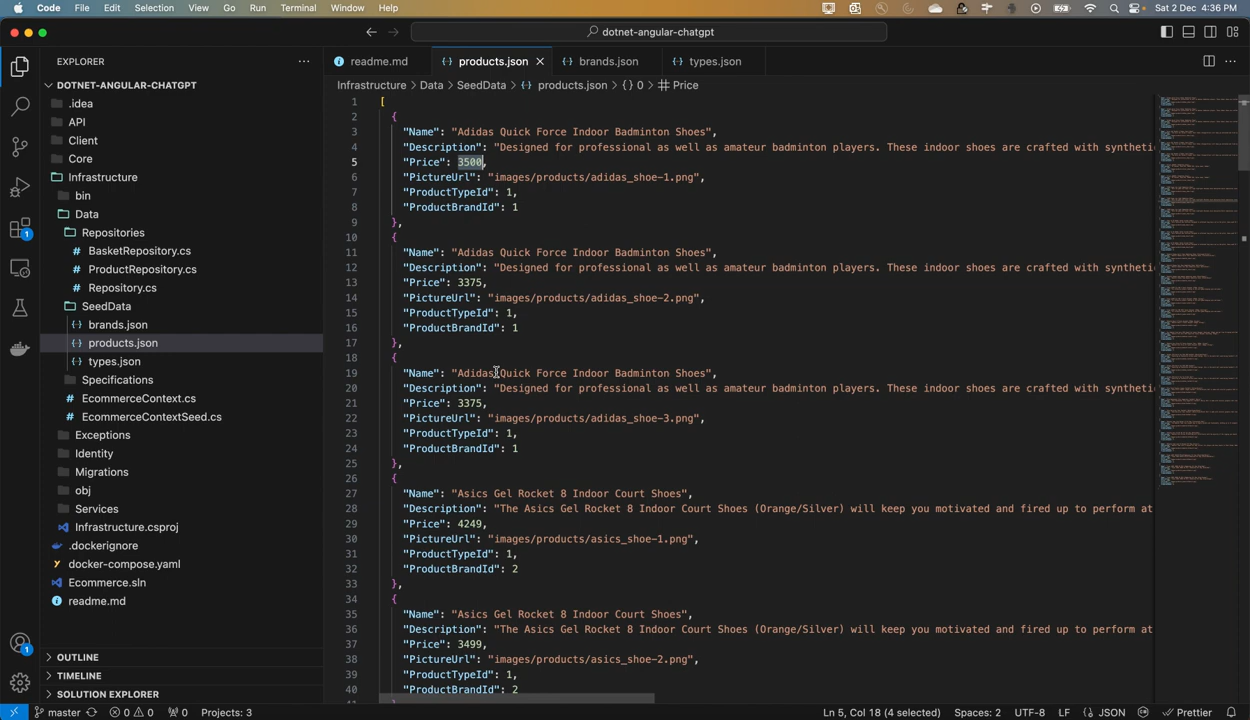 Code File Edit Selection View Go Run Terminal Window Help Sat 2 Dec 4:36 PM
dotnet-angular-chatgpt
EXPLORER
readme.md
products.json
brands.json
types.json
DOTNET-ANGULAR-CHATGPT
Infrastructure > Data > SeedData > {} products.json > {} 0 > # Price
.idea
API
Client
Core
Infrastructure
bin
Data
Repositories
BasketRepository.cs
ProductRepository.cs
Repository.cs
SeedData
brands.json
products.json
types.json
Specifications
EcommerceContext.cs
EcommerceContextSeed.cs
Exceptions
Identity
Migrations
obj
Services
Infrastructure.csproj
.dockerignore
docker-compose.yaml
Ecommerce.sln
readme.md
OUTLINE
TIMELINE
SOLUTION EXPLORER
1 [
2 {
3 "Name": "Adidas Quick Force Indoor Badminton Shoes",
4 "Description": "Designed for professional as well as amateur badminton players. These indoor shoes are crafted with syntheti
5 "Price": 3500,
6 "PictureUrl": "images/products/adidas_shoe-1.png",
7 "ProductTypeId": 1,
8 "ProductBrandId": 1
9 },
10 {
11 "Name": "Adidas Quick Force Indoor Badminton Shoes",
12 "Description": "Designed for professional as well as amateur badminton players. These indoor shoes are crafted with syntheti
13 "Price": 3375,
14 "PictureUrl": "images/products/adidas_shoe-2.png",
15 "ProductTypeId": 1,
16 "ProductBrandId": 1
17 },
18 {
19 "Name": "Adidas Quick Force Indoor Badminton Shoes",
20 "Description": "Designed for professional as well as amateur badminton players. These indoor shoes are crafted with syntheti
21 "Price": 3375,
22 "PictureUrl": "images/products/adidas_shoe-3.png",
23 "ProductTypeId": 1,
24 "ProductBrandId": 1
25 },
26 {
27 "Name": "Asics Gel Rocket 8 Indoor Court Shoes",
28 "Description": "The Asics Gel Rocket 8 Indoor Court Shoes (Orange/Silver) will keep you motivated and fired up to perform at
29 "Price": 4249,
30 "PictureUrl": "images/products/asics_shoe-1.png",
31 "ProductTypeId": 1,
32 "ProductBrandId": 2
33 },
34 {
35 "Name": "Asics Gel Rocket 8 Indoor Court Shoes",
36 "Description": "The Asics Gel Rocket 8 Indoor Court Shoes (Orange/Silver) will keep you motivated and fired up to perform at
37 "Price": 3499,
38 "PictureUrl": "images/products/asics_shoe-2.png",
39 "ProductTypeId": 1,
40 "ProductBrandId": 2
master 0 0 0 Projects: 3 Ln 5, Col 18 (4 selected) Spaces: 2 UTF-8 LF {} JSON Prettier